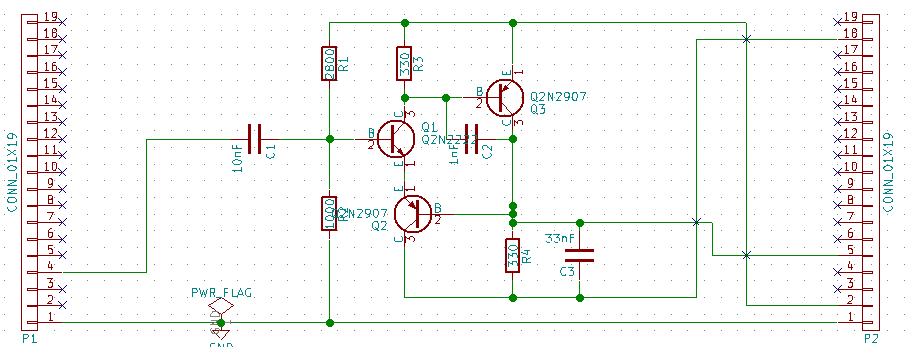 19
18
17
16
15
14
13
12
11
10
9
8
7
6
5
4
3
2
1
CONN_01X19
P1
PWR_FLAG
GND
10nF
C1
2800
R1
1000
330
R3
B
2
C
3
Q1
Q2N2222
E
1
E
1
Q2N2907
Q2
B
2
C
3
1nF
C2
B
2
E
1
Q2N2907
Q3
C
3
330
R4
33nF
C3
19
18
17
16
15
14
13
12
11
10
9
8
7
6
5
4
3
2
1
CONN_01X19
P2